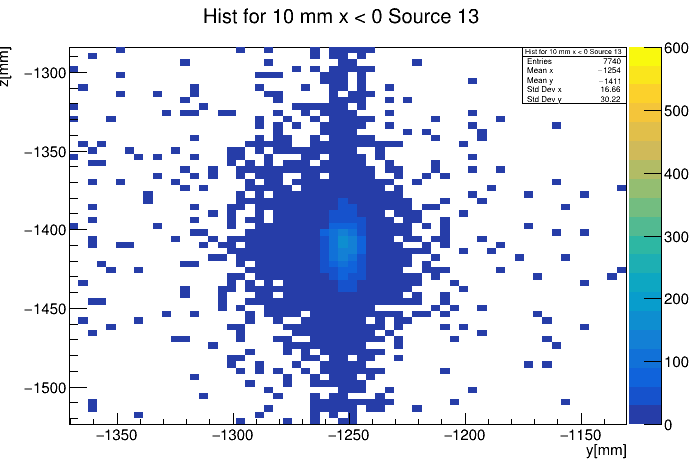 Hist for 10 mm x < 0 Source 13
z[mm]
Hist for 10 mm x < 0 Source 13
Entries 7740
Mean x −1254
Mean y −1411
Std Dev x 16.66
Std Dev y 30.22
−1300
−1350
−1400
−1450
−1500
600
500
400
300
200
100
0
−1350 −1300 −1250 −1200 −1150
y[mm]